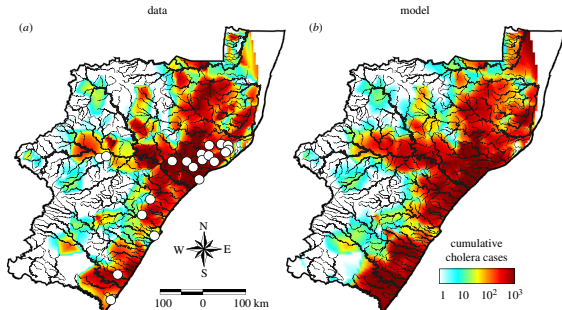 data
model
(a)
(b)
N
W E
S
100 0 100 km
cumulative
cholera cases
1 10 10² 10³